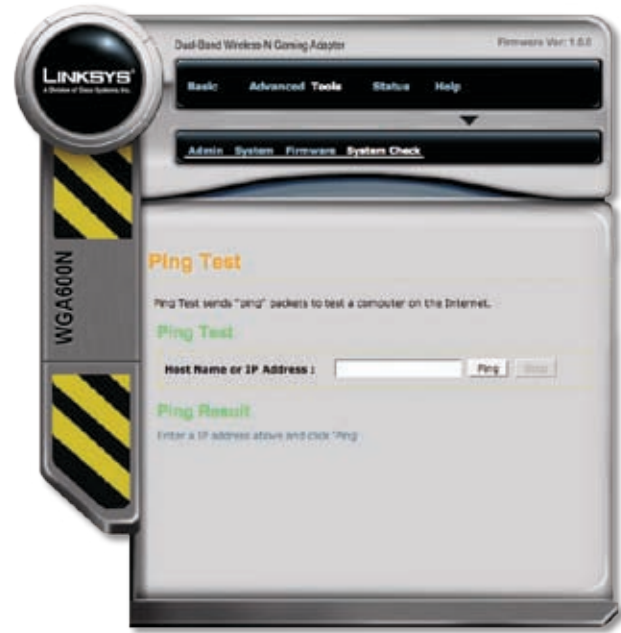 Dual-Band Wireless-N Gaming Adapter
Firmware Ver: 1.0.0
LINKSYS®
A Division of Cisco Systems, Inc.
Basic Advanced Tools Status Help
Admin System Firmware System Check
WGA600N
Ping Test
Ping Test sends "ping" packets to test a computer on the Internet.
Ping Test
Host Name or IP Address :
Ping Stop
Ping Result
Enter a IP address above and click 'Ping'